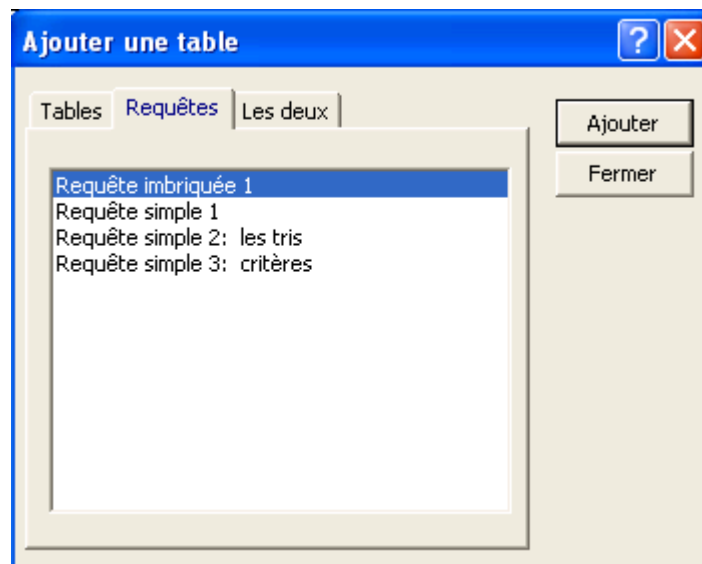 Ajouter une table
Tables Requêtes Les deux
Ajouter
Fermer
Requête imbriquée 1
Requête simple 1
Requête simple 2: les tris
Requête simple 3: critères